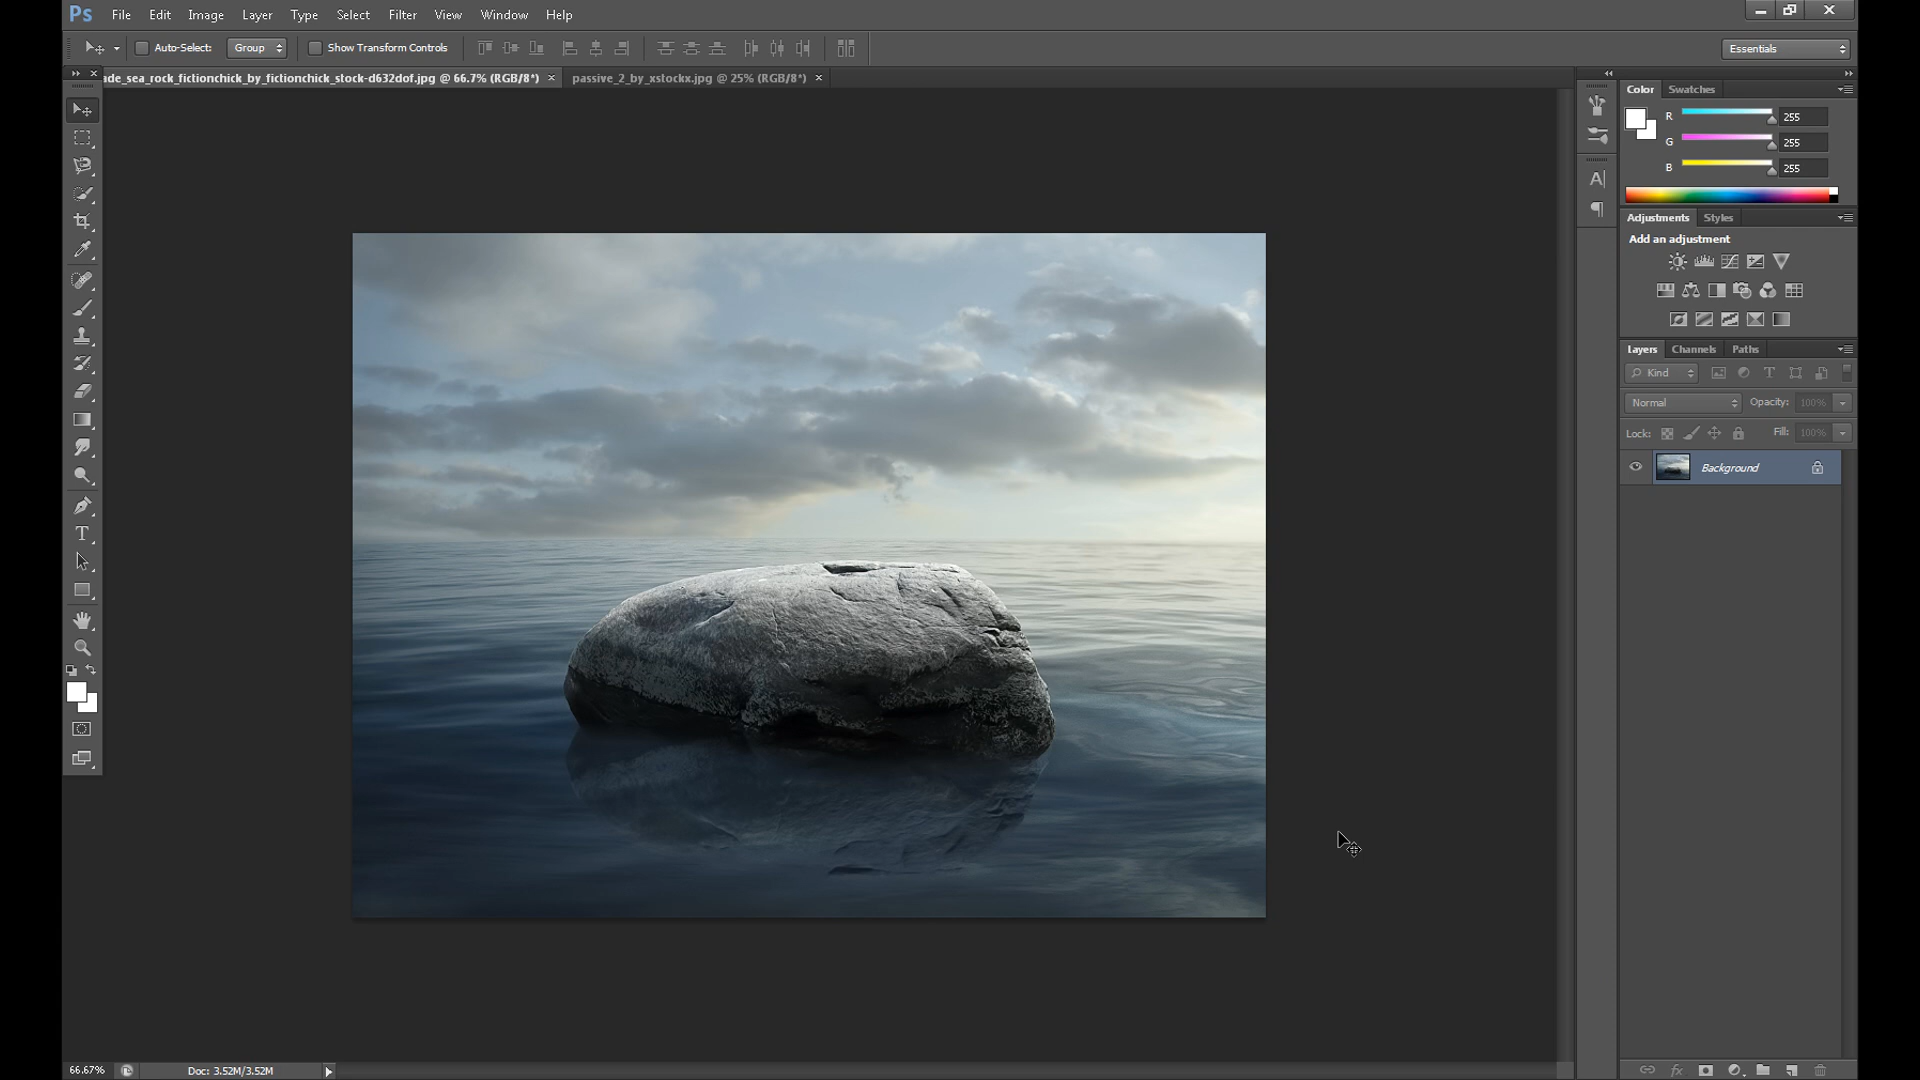 Ps File Edit Image Layer Type Select Filter View Window Help
Auto-Select: Group Show Transform Controls Essentials
ade_sea_rock_fictionchick_by_fictionchick_stock-d632dof.jpg @ 66.7% (RGB/8*) × passive_2_by_xstockx.jpg @ 25% (RGB/8*) ×
Color Swatches
R 255
G 255
B 255
Adjustments Styles
Add an adjustment
Layers Channels Paths
Kind
Normal Opacity: 100%
Lock: Fill: 100%
Background
66.67% Doc: 3.52M/3.52M